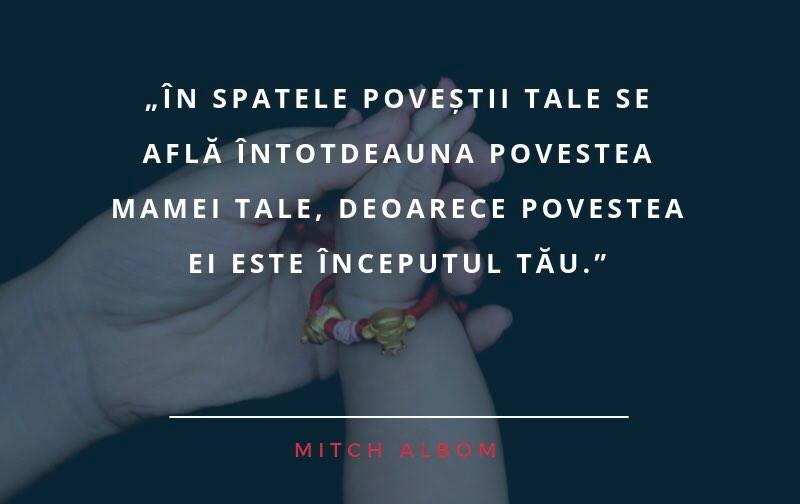 „ÎN SPATELE POVEȘTII TALE SE
AFLĂ ÎNTOTDEAUNA POVESTEA
MAMEI TALE, DEOARECE POVESTEA
EI ESTE ÎNCEPUTUL TĂU.”
MITCH ALBOM